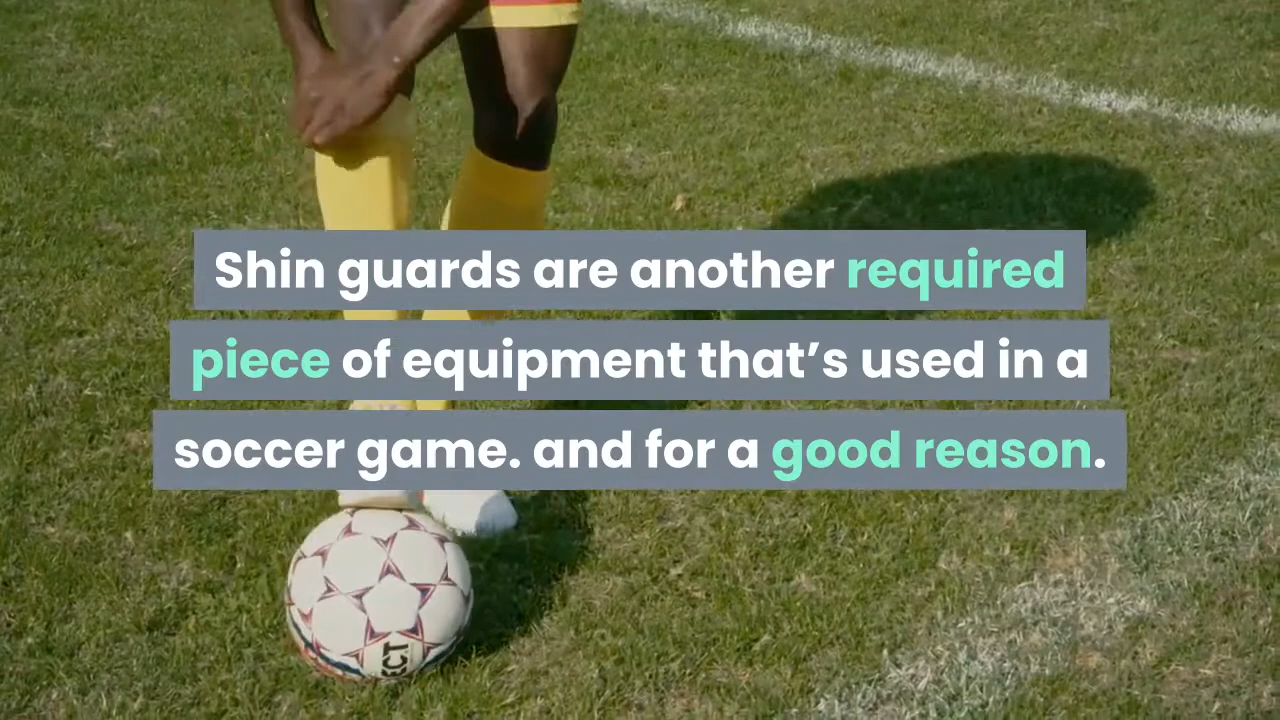 Shin guards are another required
piece of equipment that’s used in a
soccer game. and for a good reason.
ECT